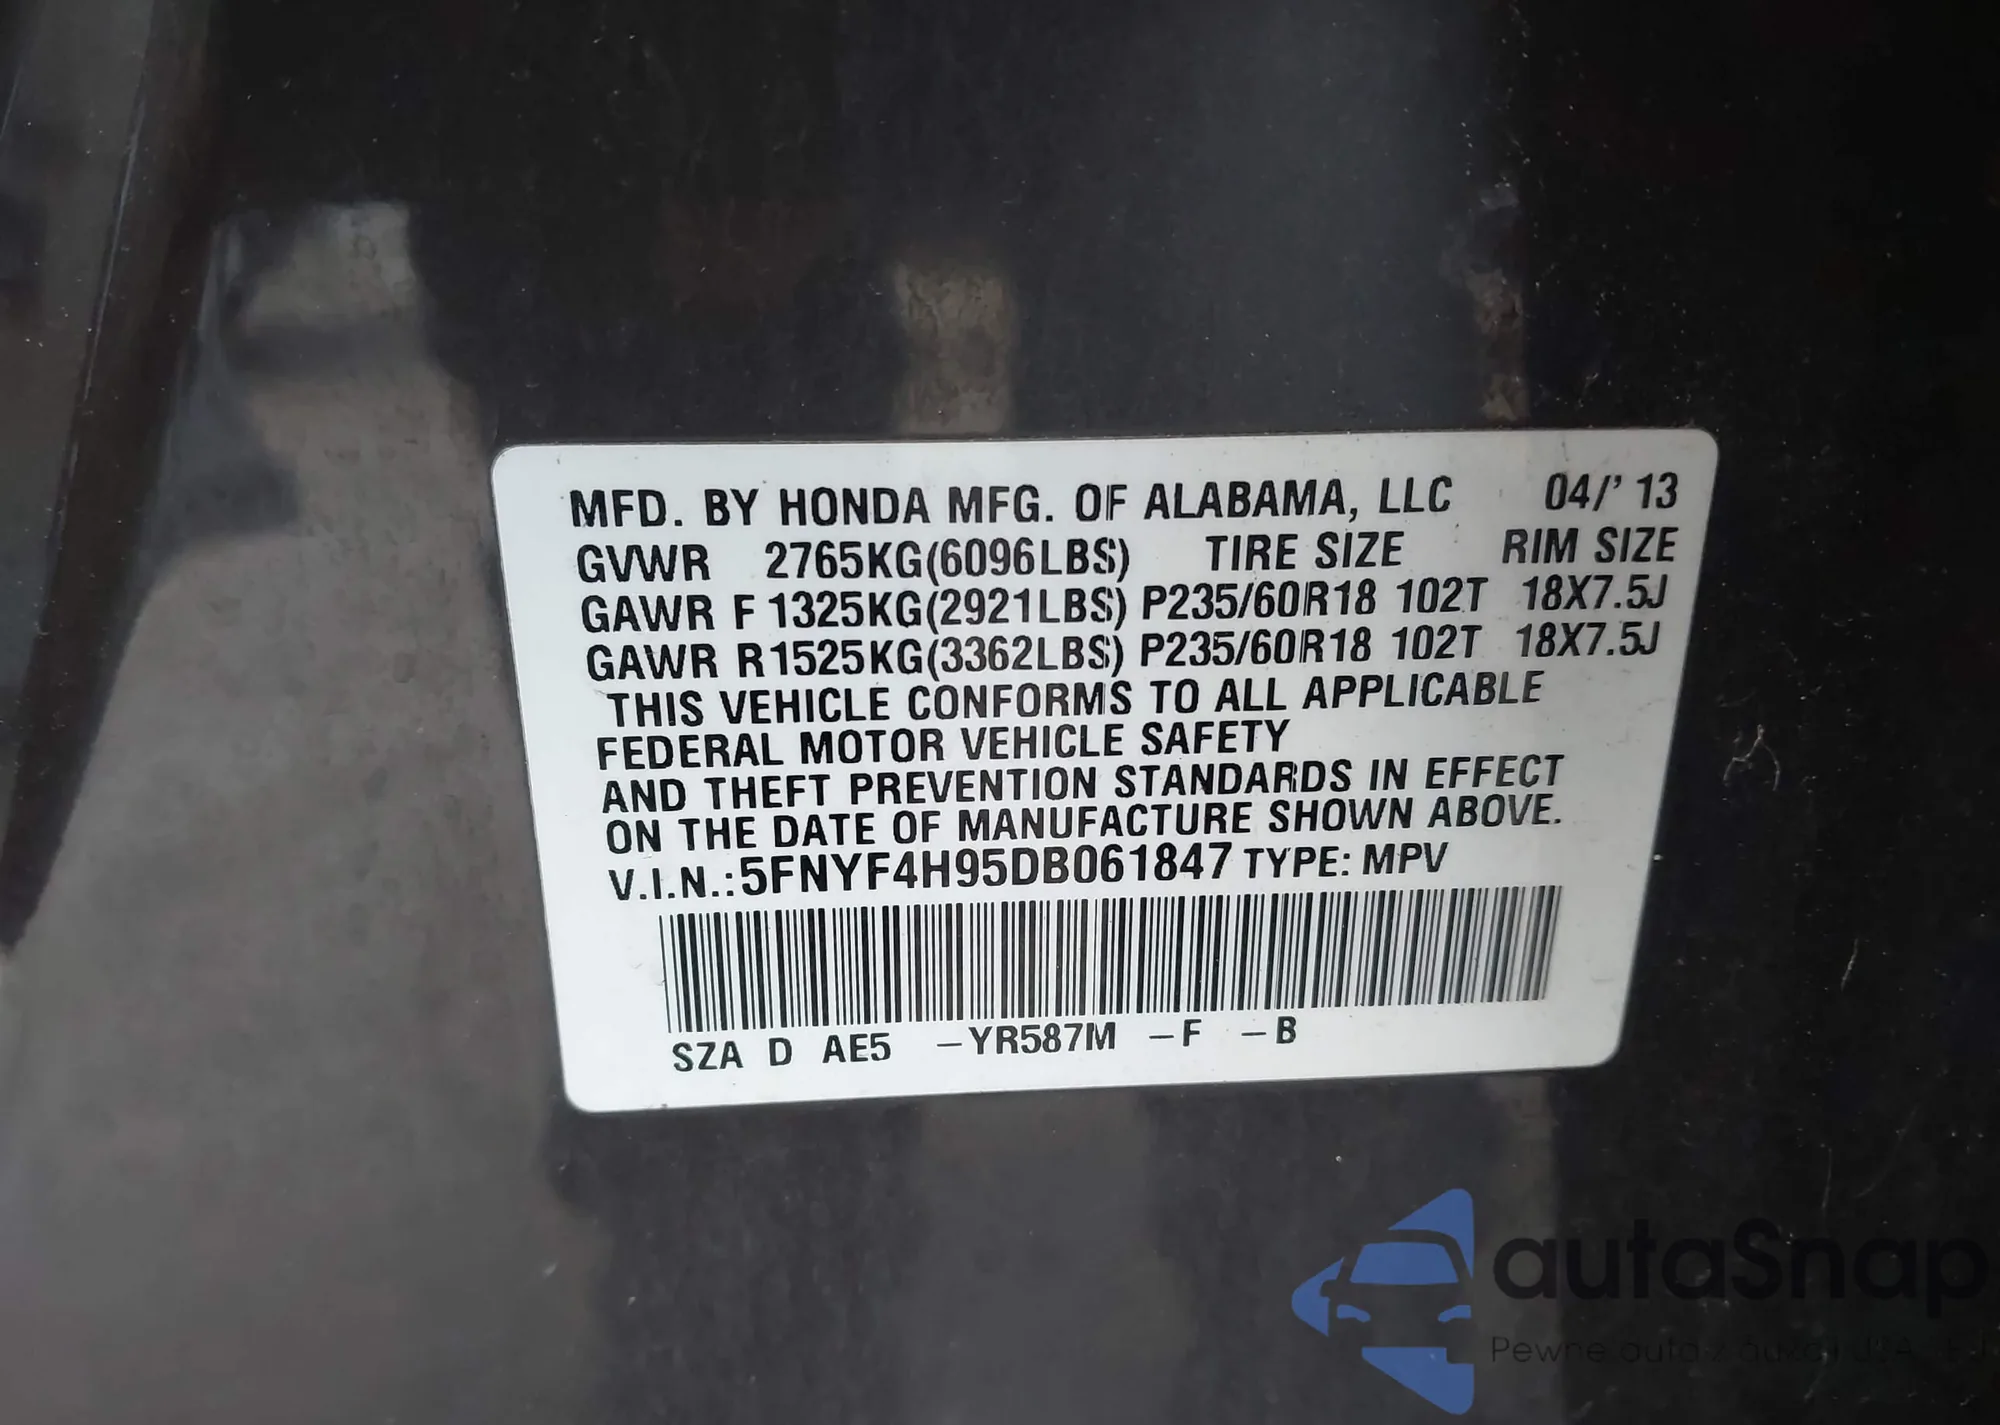 MFD. BY HONDA MFG. OF ALABAMA, LLC 04/'13
GVWR 2765KG(6096LBS) TIRE SIZE RIM SIZE
GAWR F 1325KG(2921LBS) P235/60R18 102T 18X7.5J
GAWR R 1525KG(3362LBS) P235/60R18 102T 18X7.5J
THIS VEHICLE CONFORMS TO ALL APPLICABLE
FEDERAL MOTOR VEHICLE SAFETY
AND THEFT PREVENTION STANDARDS IN EFFECT
ON THE DATE OF MANUFACTURE SHOWN ABOVE.
V.I.N.:5FNYF4H95DB061847 TYPE: MPV
SZA D AE5 -YR587M -F -B
autaSnap
Pewne auta z